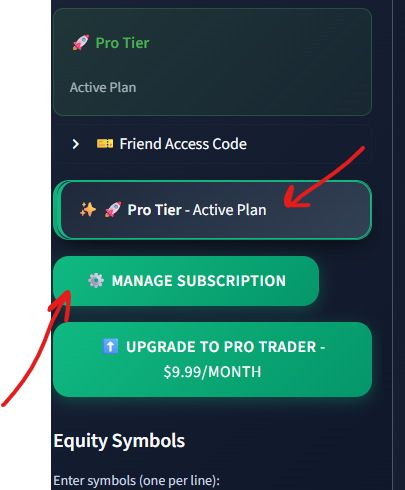 🚀 Pro Tier
Active Plan
🎫 Friend Access Code
✨ 🚀 Pro Tier - Active Plan
⚙️ MANAGE SUBSCRIPTION
⬆️ UPGRADE TO PRO TRADER -
$9.99/MONTH
Equity Symbols
Enter symbols (one per line):